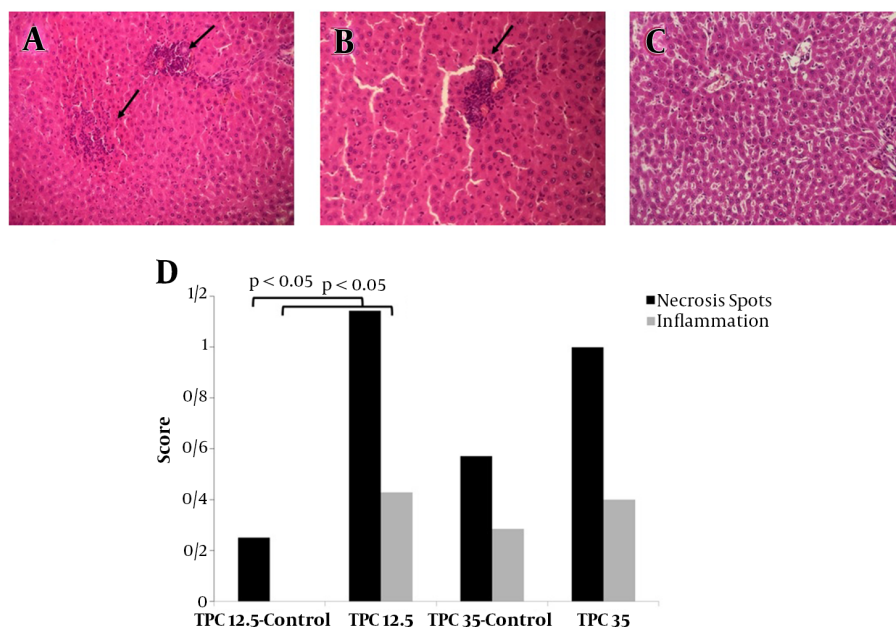 A
B
C
D
p < 0.05
p < 0.05
Necrosis Spots
Inflammation
1/2
1
0/8
0/6
0/4
0/2
0
Score
TPC 12.5-Control
TPC 12.5
TPC 35-Control
TPC 35